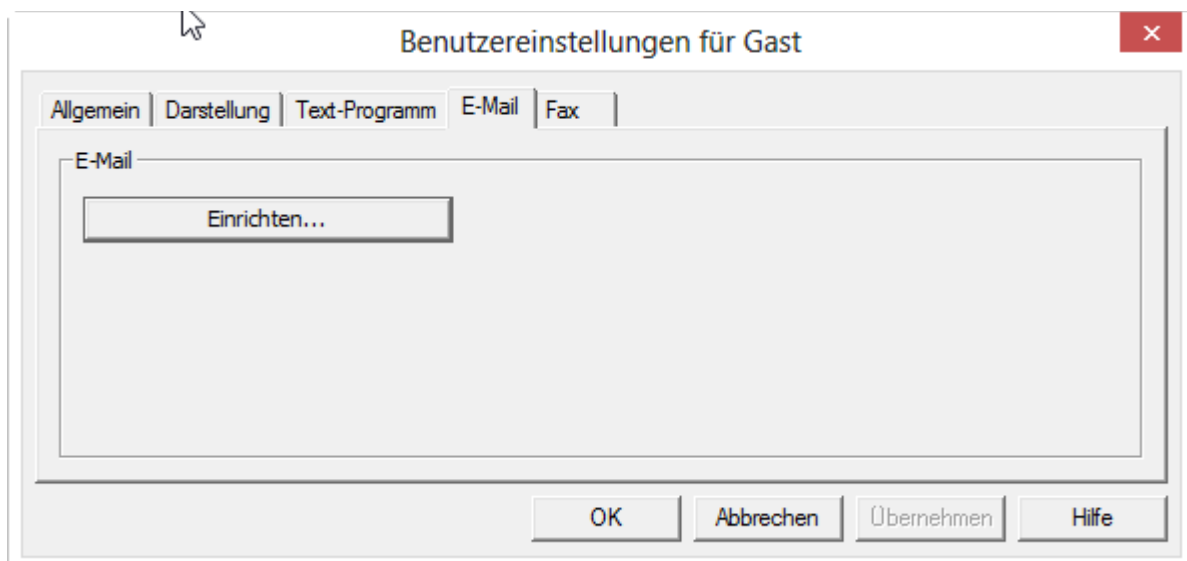 Benutzereinstellungen für Gast
Allgemein Darstellung Text-Programm E-Mail Fax
E-Mail
Einrichten...
OK Abbrechen Übernehmen Hilfe